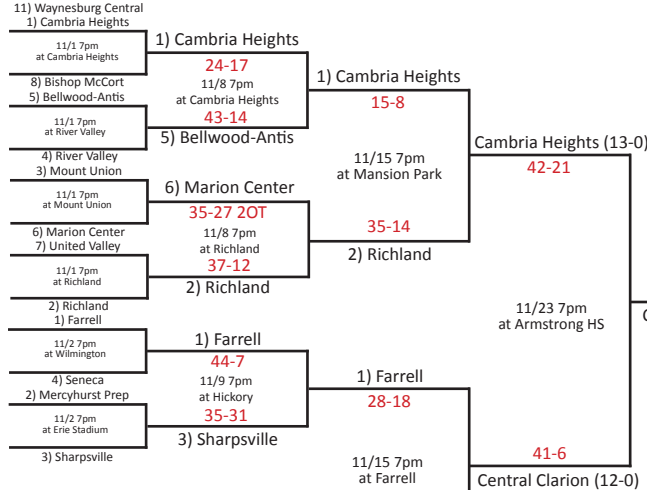 11) Waynesburg Central
1) Cambria Heights
11/1 7pm
at Cambria Heights
8) Bishop McCort
5) Bellwood-Antis
11/1 7pm
at River Valley
4) River Valley
3) Mount Union
11/1 7pm
at Mount Union
6) Marion Center
7) United Valley
11/1 7pm
at Richland
2) Richland
1) Farrell
11/2 7pm
at Wilmington
4) Seneca
2) Mercyhurst Prep
11/2 7pm
at Erie Stadium
3) Sharpsville
1) Cambria Heights
24-17
11/8 7pm
at Cambria Heights
43-14
5) Bellwood-Antis
6) Marion Center
35-27 2OT
11/8 7pm
at Richland
37-12
2) Richland
1) Farrell
44-7
11/9 7pm
at Hickory
35-31
3) Sharpsville
1) Cambria Heights
15-8
11/15 7pm
at Mansion Park
35-14
2) Richland
1) Farrell
28-18
11/15 7pm
at Farrell
Cambria Heights (13-0)
42-21
11/23 7pm
at Armstrong HS
41-6
Central Clarion (12-0)